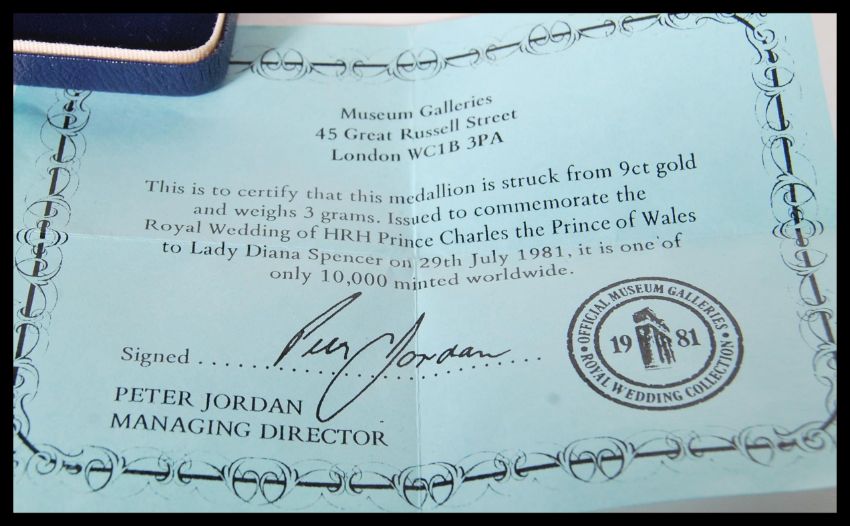 Museum Galleries
45 Great Russell Street
London WC1B 3PA
This is to certify that this medallion is struck from 9ct gold
and weighs 3 grams. Issued to commemorate the
Royal Wedding of HRH Prince Charles the Prince of Wales
to Lady Diana Spencer on 29th July 1981, it is one of
only 10,000 minted worldwide.
Signed . . . . . . . . . . . . . . . . . . . . . . . . . . .
Peter Jordan
PETER JORDAN
MANAGING DIRECTOR
• OFFICIAL MUSEUM GALLERIES •
19 81
ROYAL WEDDING COLLECTION